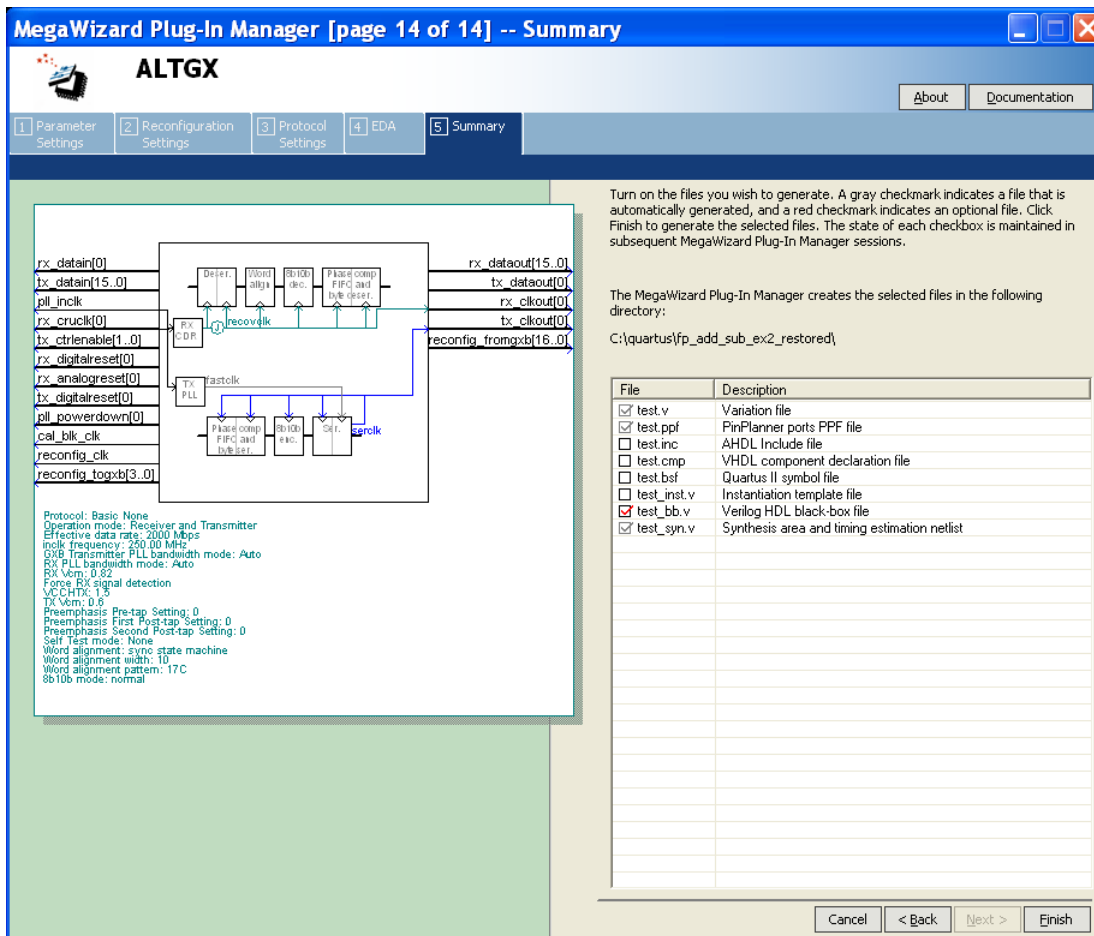 MegaWizard Plug-In Manager [page 14 of 14] -- Summary
ALTGX
About
Documentation
1 Parameter Settings
2 Reconfiguration Settings
3 Protocol Settings
4 EDA
5 Summary
rx_datain[0]
tx_datain[15..0]
pll_inclk
rx_cruclk[0]
tx_ctrlenable[1..0]
rx_digitalreset[0]
rx_analogreset[0]
tx_digitalreset[0]
pll_powerdown[0]
cal_blk_clk
reconfig_clk
reconfig_togxb[3..0]
Deser.
Word align
8b10b dec.
Phase comp FIFO and byte deser.
RX CDR
recovclk
TX PLL
fastclk
Phase comp FIFO and byte ser.
8b10b enc.
Ser.
serclk
rx_dataout[15..0]
tx_dataout[0]
rx_clkout[0]
tx_clkout[0]
reconfig_fromgxb[16..0]
Protocol: Basic None
Operation mode: Receiver and Transmitter
Effective data rate: 2000 Mbps
inclk frequency: 250.00 MHz
GXB Transmitter PLL bandwidth mode: Auto
RX PLL bandwidth mode: Auto
RX Vcm: 0.82
Force RX signal detection
VCCHTX: 1.5
TX Vcm: 0.6
Preemphasis Pre-tap Setting: 0
Preemphasis First Post-tap Setting: 0
Preemphasis Second Post-tap Setting: 0
Self Test mode: None
Word alignment: sync state machine
Word alignment width: 10
Word alignment pattern: 17C
8b10b mode: normal
Turn on the files you wish to generate. A gray checkmark indicates a file that is
automatically generated, and a red checkmark indicates an optional file. Click
Finish to generate the selected files. The state of each checkbox is maintained in
subsequent MegaWizard Plug-In Manager sessions.
The MegaWizard Plug-In Manager creates the selected files in the following
directory:
C:\quartus\fp_add_sub_ex2_restored\
File Description
test.v Variation file
test.ppf PinPlanner ports PPF file
test.inc AHDL Include file
test.cmp VHDL component declaration file
test.bsf Quartus II symbol file
test_inst.v Instantiation template file
test_bb.v Verilog HDL black-box file
test_syn.v Synthesis area and timing estimation netlist
Cancel
< Back
Next >
Finish